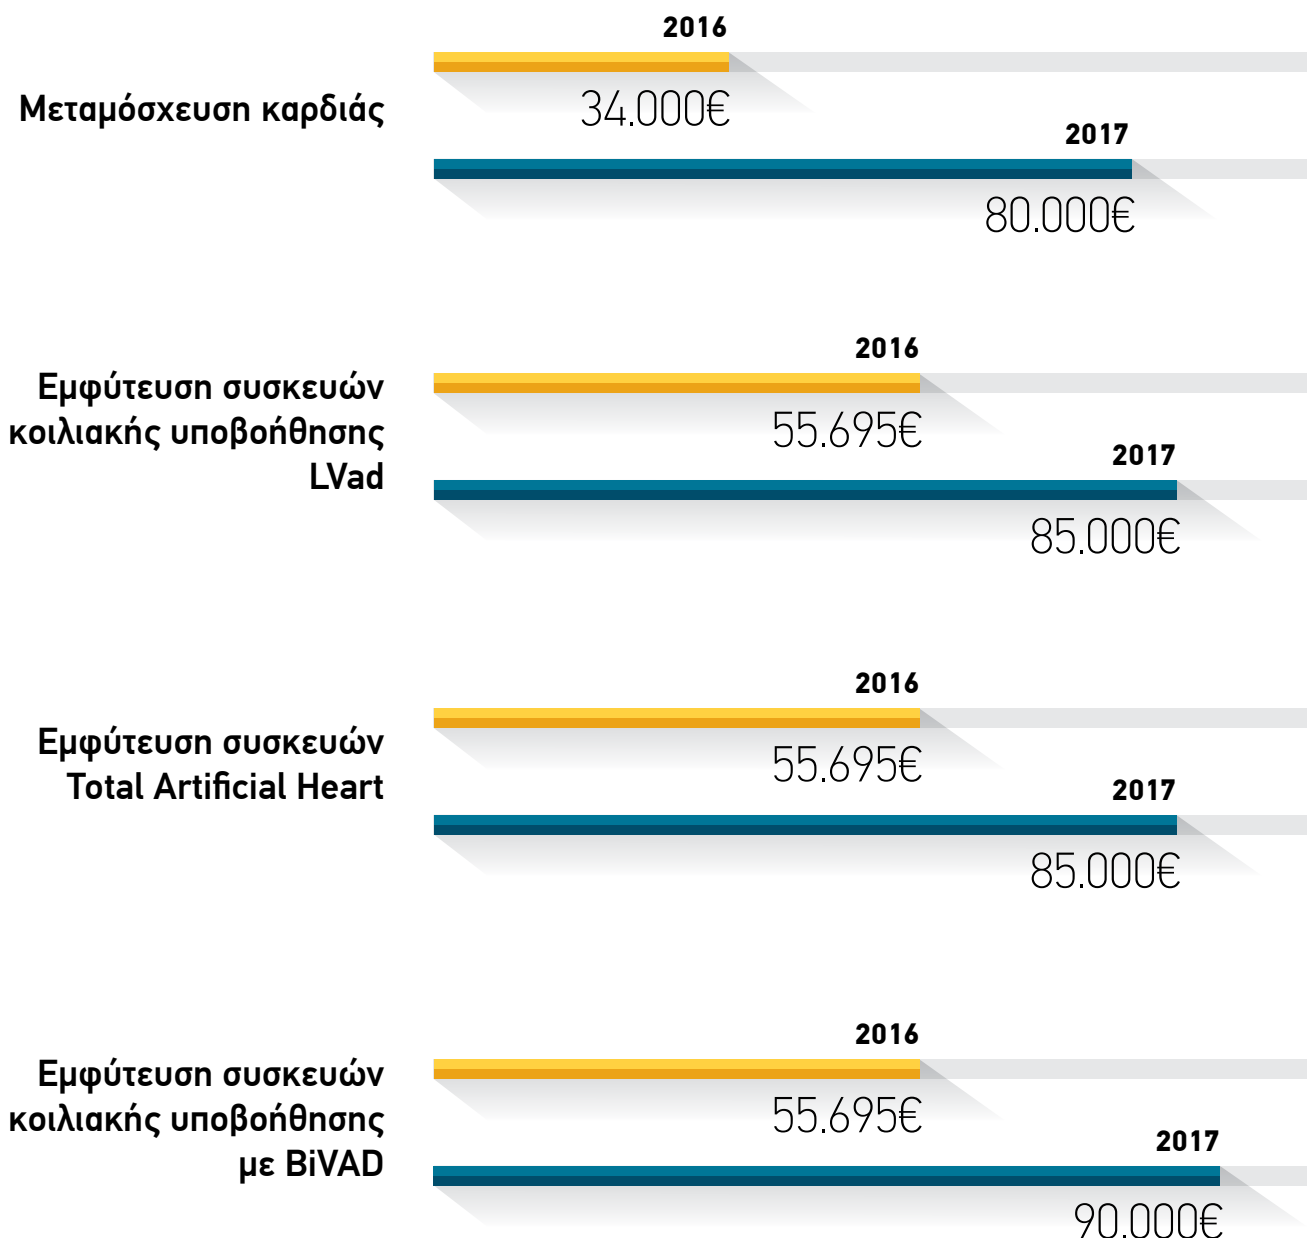 2016
34.000€
Μεταμόσχευση καρδιάς
2017
80.000€
2016
55.695€
Εμφύτευση συσκευών
κοιλιακής υποβοήθησης
LVad
2017
85.000€
2016
55.695€
Εμφύτευση συσκευών
Total Artificial Heart
2017
85.000€
2016
55.695€
Εμφύτευση συσκευών
κοιλιακής υποβοήθησης
με BiVAD
2017
90.000€